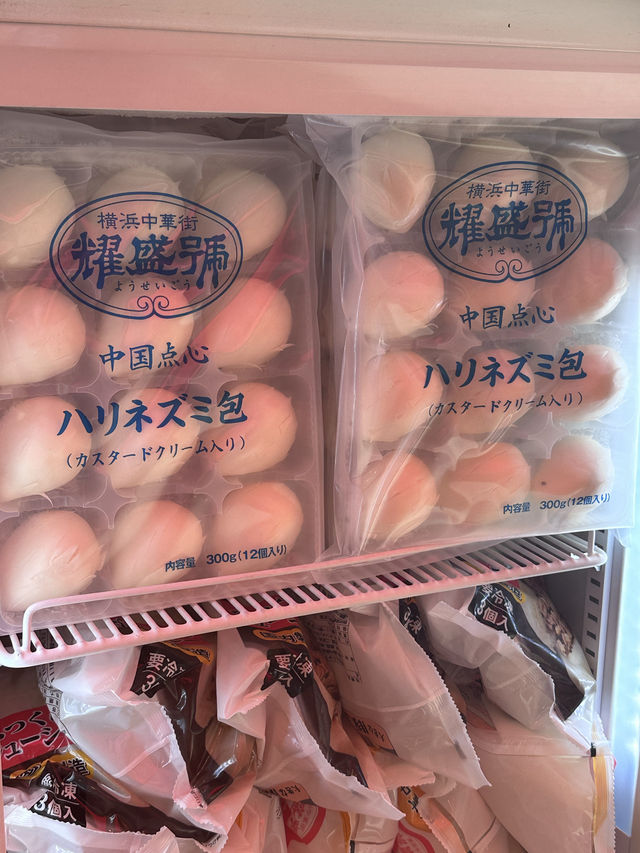 横浜中華街
耀盛號
ようせいごう
中国点心
ハリネズミ包
(カスタードクリーム入り)
内容量 300g(12個入り)
横浜中華街
耀盛號
ようせいごう
中国点心
ハリネズミ包
(カスタードクリーム入り)
内容量 300g(12個入り)
要冷凍
3個入
要冷凍
3個入